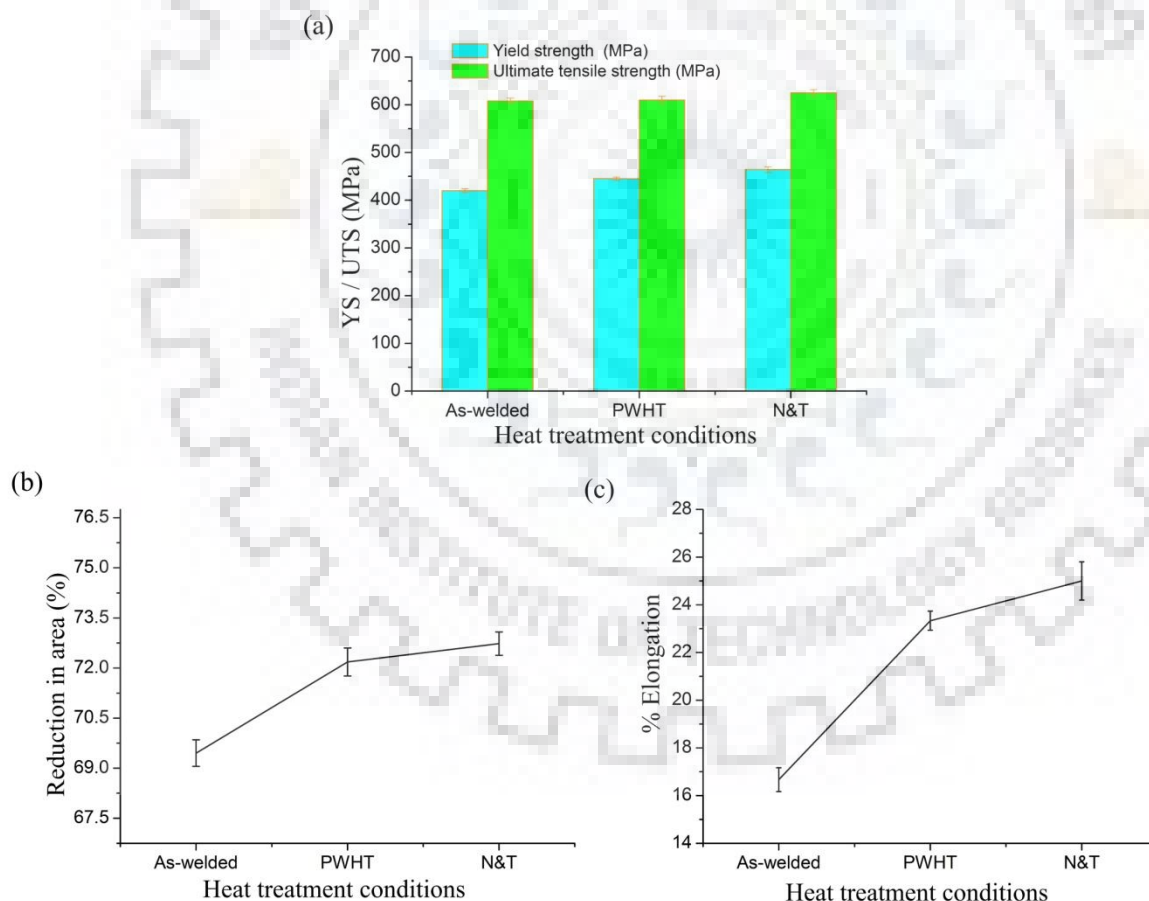 (a)
Yield strength (MPa)
Ultimate tensile strength (MPa)
YS / UTS (MPa)
700
600
500
400
300
200
100
0
As-welded PWHT N&T
Heat treatment conditions
(b)
Reduction in area (%)
76.5
75.0
73.5
72.0
70.5
69.0
67.5
As-welded PWHT N&T
Heat treatment conditions
(c)
% Elongation
28
26
24
22
20
18
16
14
As-welded PWHT N&T
Heat treatment conditions